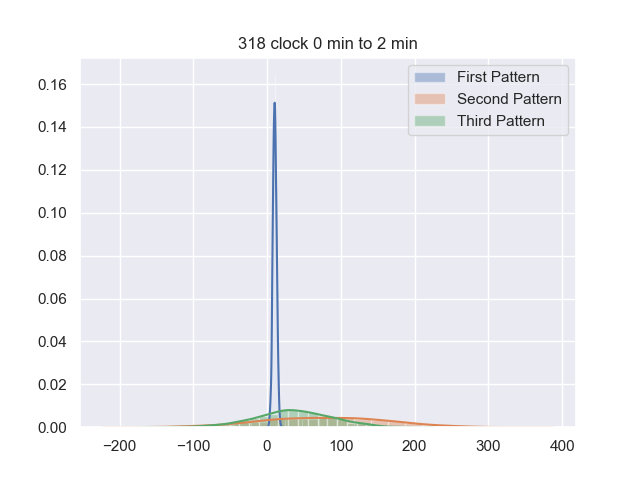 318 clock 0 min to 2 min
First Pattern
Second Pattern
Third Pattern
0.16
0.14
0.12
0.10
0.08
0.06
0.04
0.02
0.00
−200 −100 0 100 200 300 400